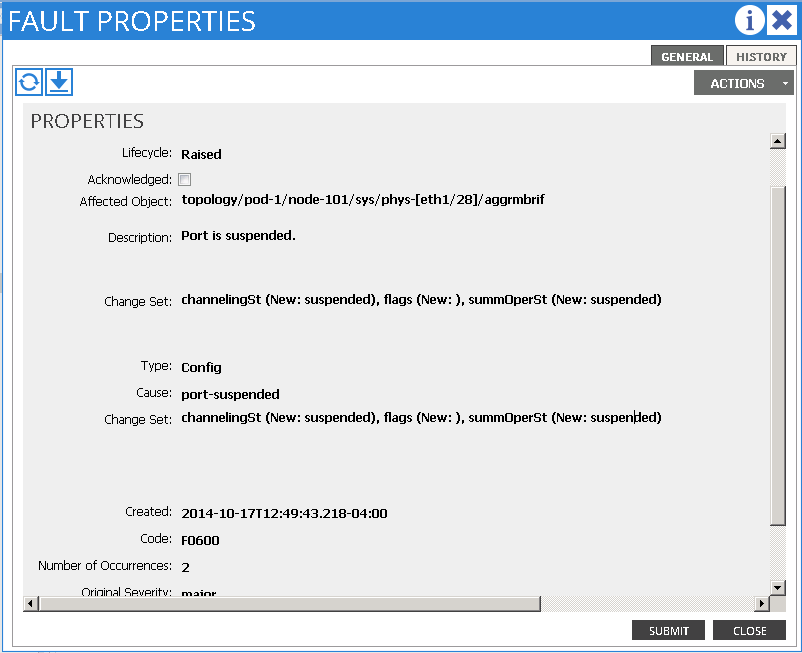 FAULT PROPERTIES
i
GENERAL HISTORY
ACTIONS
PROPERTIES
Lifecycle: Raised
Acknowledged:
Affected Object: topology/pod-1/node-101/sys/phys-[eth1/28]/aggrmbrif
Description: Port is suspended.
Change Set: channelingSt (New: suspended), flags (New: ), summOperSt (New: suspended)
Type: Config
Cause: port-suspended
Change Set: channelingSt (New: suspended), flags (New: ), summOperSt (New: suspended)
Created: 2014-10-17T12:49:43.218-04:00
Code: F0600
Number of Occurrences: 2
Original Severity: major
SUBMIT CLOSE